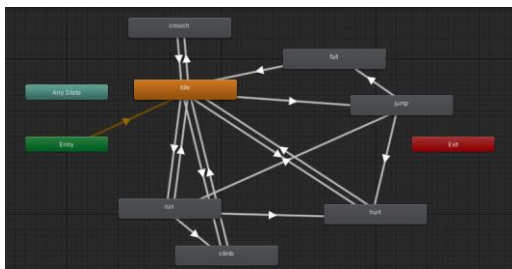 crouch
fall
Any State
Idle
jump
Entry
Exit
run
hurt
climb